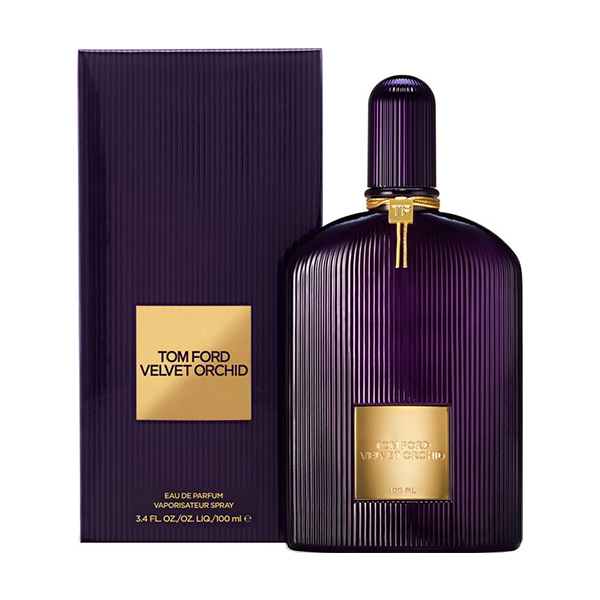 TOM FORD
VELVET ORCHID
EAU DE PARFUM
VAPORISATEUR SPRAY
3.4 FL. OZ./OZ. LIQ./100 ml ℮
TF
TOM FORD
VELVET ORCHID
100 ML